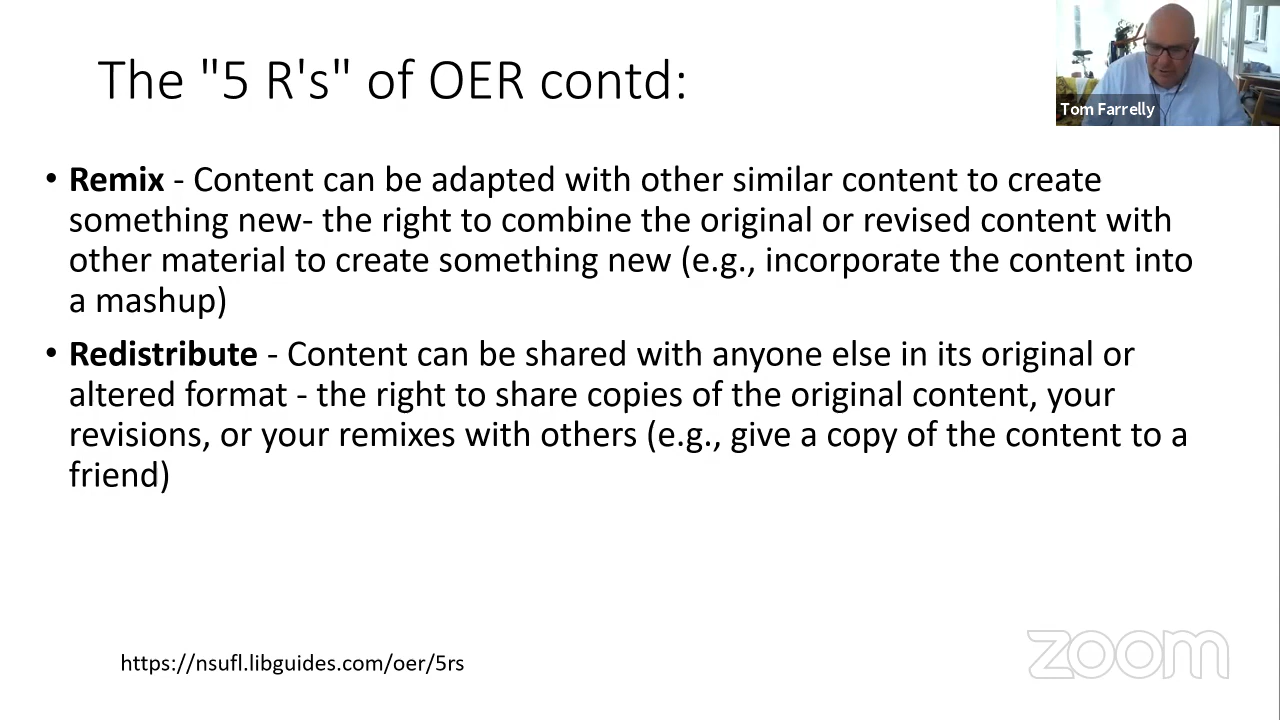 The "5 R's" of OER contd:
Tom Farrelly
• Remix - Content can be adapted with other similar content to create
something new- the right to combine the original or revised content with
other material to create something new (e.g., incorporate the content into
a mashup)
• Redistribute - Content can be shared with anyone else in its original or
altered format - the right to share copies of the original content, your
revisions, or your remixes with others (e.g., give a copy of the content to a
friend)
https://nsufl.libguides.com/oer/5rs
zoom